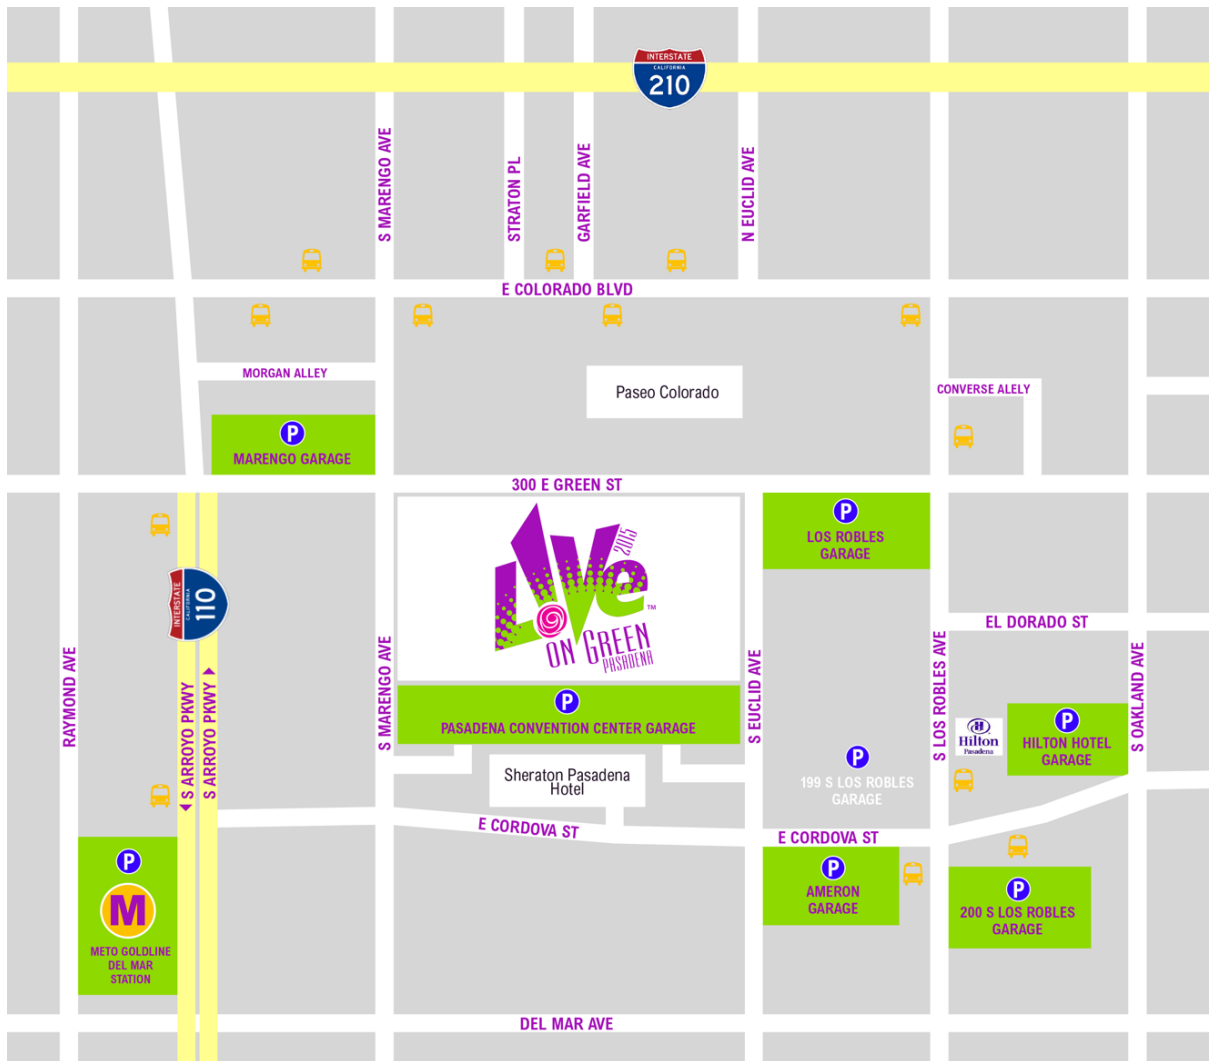 INTERSTATE
CALIFORNIA
210
S MARENGO AVE
STRATON PL
GARFIELD AVE
N EUCLID AVE
E COLORADO BLVD
MORGAN ALLEY
Paseo Colorado
CONVERSE ALELY
P
MARENGO GARAGE
300 E GREEN ST
LOVe
2015
™
ON GREEN
PASADENA
P
LOS ROBLES
GARAGE
INTERSTATE
CALIFORNIA
110
EL DORADO ST
RAYMOND AVE
S ARROYO PKWY
S ARROYO PKWY
S MARENGO AVE
S EUCLID AVE
S LOS ROBLES AVE
S OAKLAND AVE
P
PASADENA CONVENTION CENTER GARAGE
H
Hilton
Pasadena
P
HILTON HOTEL
GARAGE
Sheraton Pasadena
Hotel
P
199 S LOS ROBLES
GARAGE
E CORDOVA ST
E CORDOVA ST
P
M
METO GOLDLINE
DEL MAR
STATION
P
AMERON
GARAGE
P
200 S LOS ROBLES
GARAGE
DEL MAR AVE